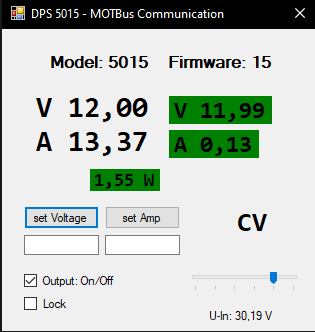 DPS 5015 - MOTBus Communication
Model: 5015 Firmware: 15
V 12,00 V 11,99
A 13,37 A 0,13
1,55 W
set Voltage set Amp
CV
Output: On/Off
Lock
U-In: 30,19 V